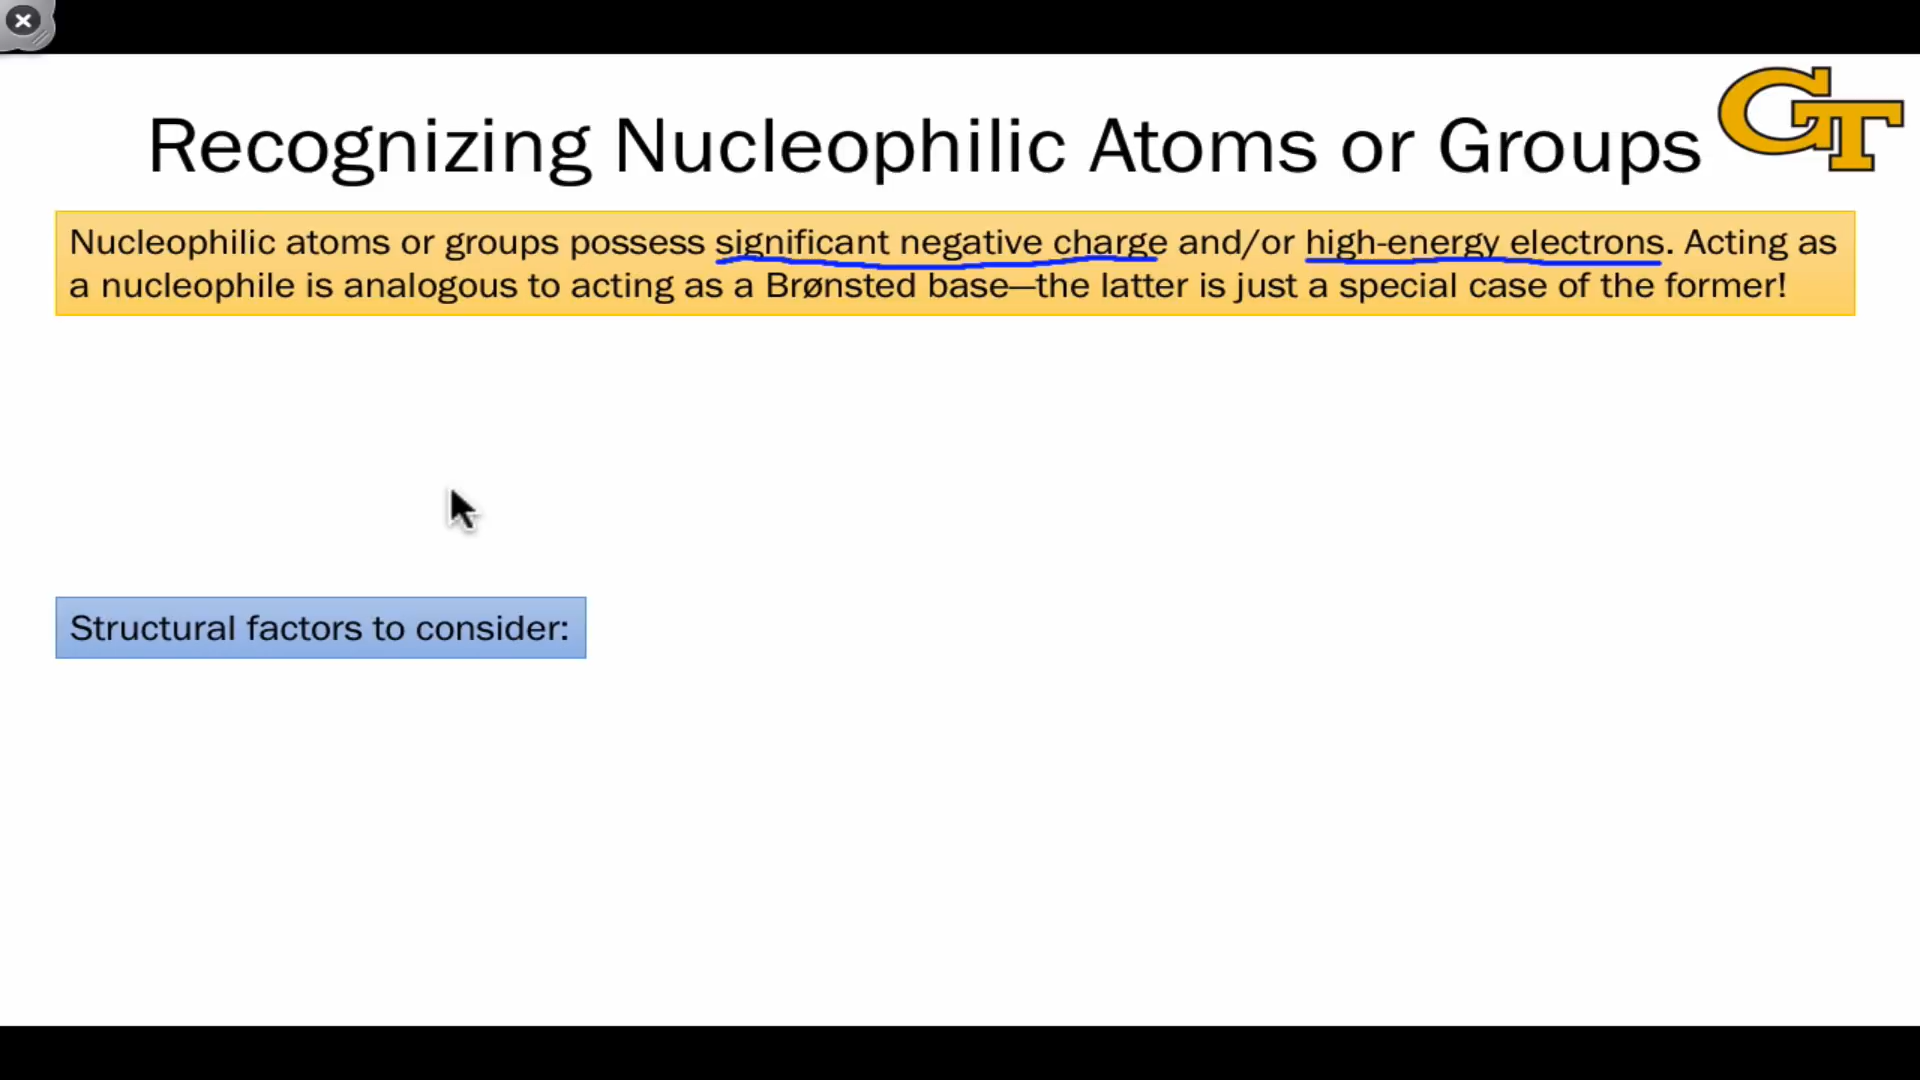 GT
Recognizing Nucleophilic Atoms or Groups
Nucleophilic atoms or groups possess significant negative charge and/or high-energy electrons. Acting as
a nucleophile is analogous to acting as a Brønsted base—the latter is just a special case of the former!
Structural factors to consider: